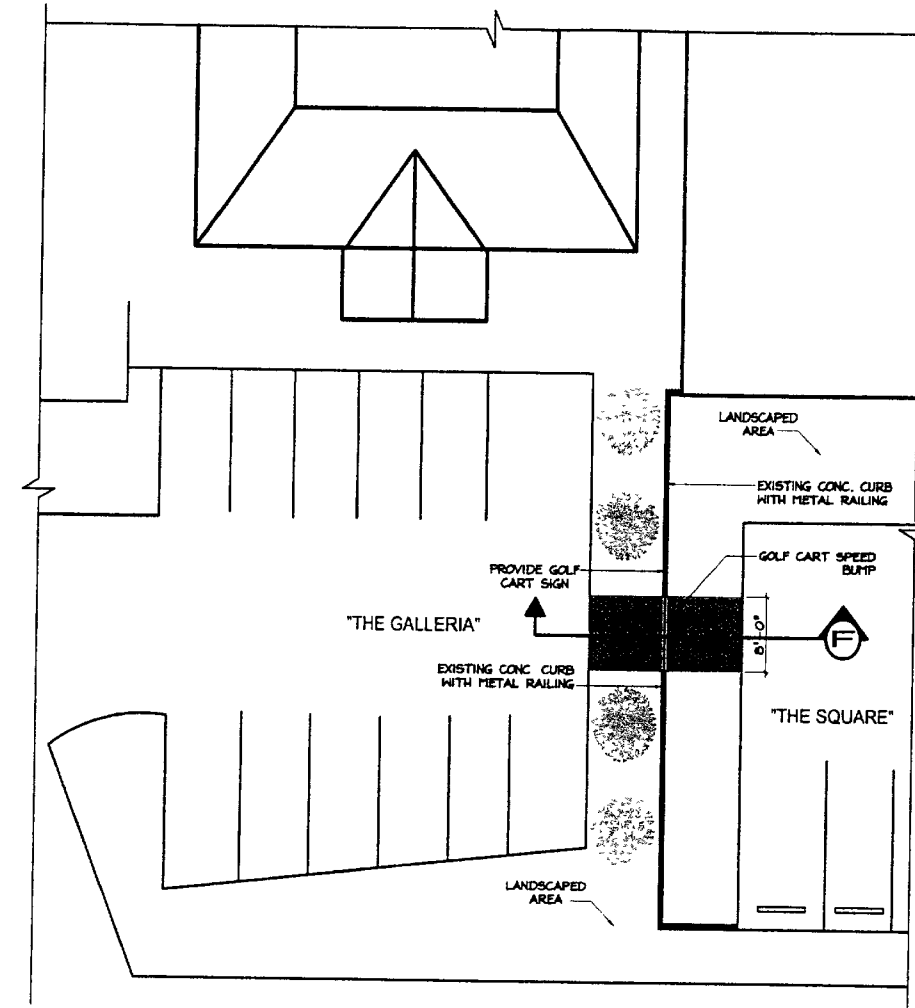 LANDSCAPED
AREA
EXISTING CONC. CURB
WITH METAL RAILING
GOLF CART SPEED
BUMP
PROVIDE GOLF
CART SIGN
"THE GALLERIA"
8'-0"
F
EXISTING CONC CURB
WITH METAL RAILING
"THE SQUARE"
LANDSCAPED
AREA